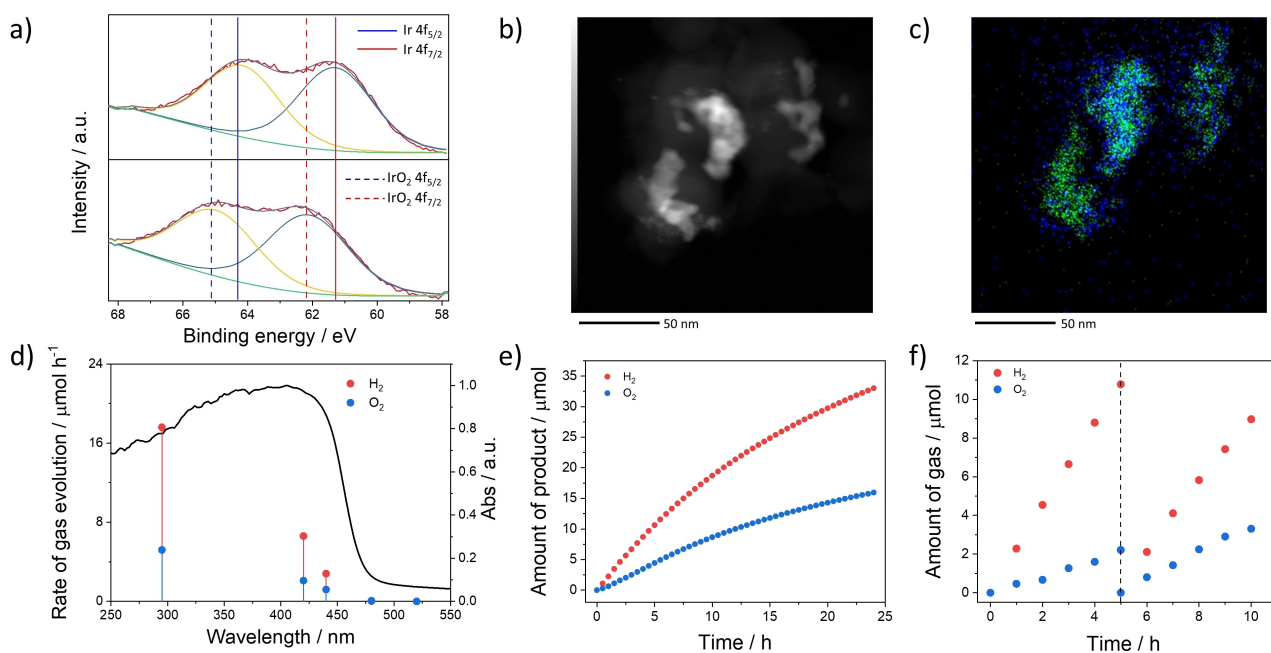 a)
Ir 4f5/2
Ir 4f7/2
IrO2 4f5/2
IrO2 4f7/2
Intensity / a.u.
68 66 64 62 60 58
Binding energy / eV
b)
50 nm
c)
50 nm
d)
Rate of gas evolution / μmol h-1
24
16
8
0
H2
O2
1.0
0.8
0.6
0.4
0.2
0.0
Abs / a.u.
250 300 350 400 450 500 550
Wavelength / nm
e)
Amount of product / μmol
35
30
25
20
15
10
5
0
H2
O2
0 5 10 15 20 25
Time / h
f)
Amount of gas / μmol
12
10
8
6
4
2
0
H2
O2
0 2 4 6 8 10
Time / h